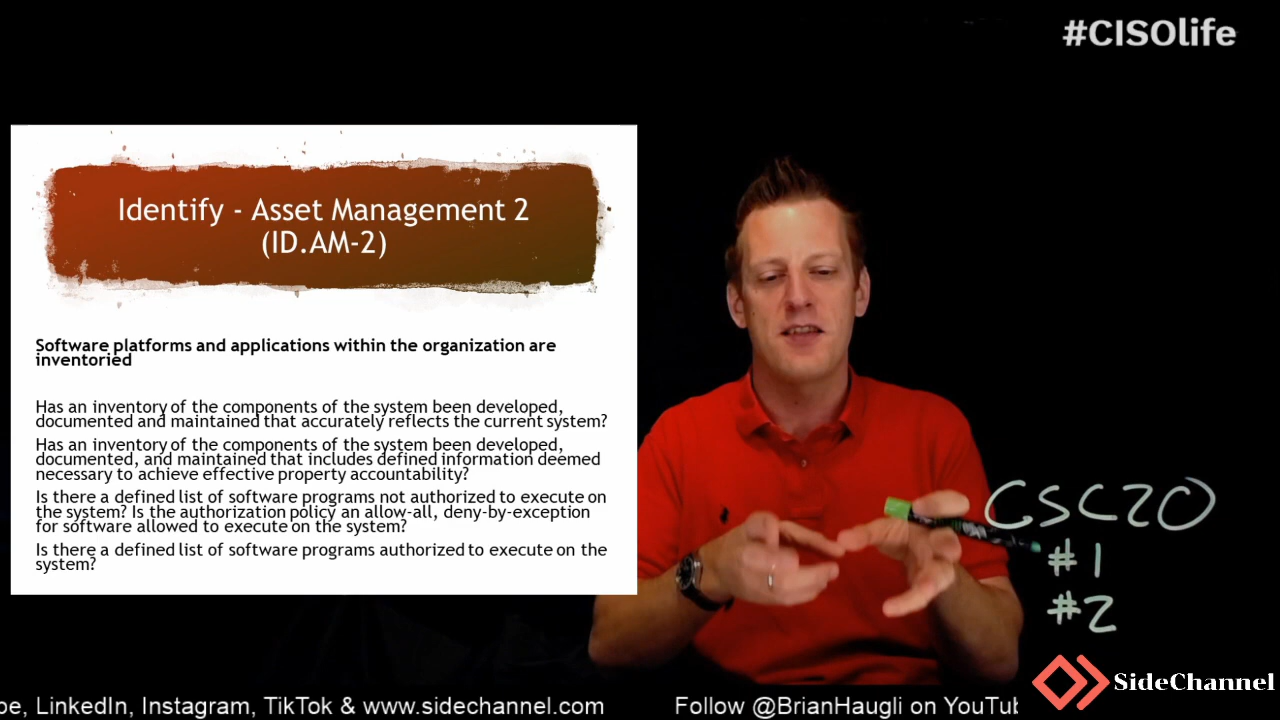 #CISOlife
Identify - Asset Management 2
(ID.AM-2)
Software platforms and applications within the organization are
inventoried
Has an inventory of the components of the system been developed,
documented and maintained that accurately reflects the current system?
Has an inventory of the components of the system been developed,
documented, and maintained that includes defined information deemed
necessary to achieve effective property accountability?
Is there a defined list of software programs not authorized to execute on
the system? Is the authorization policy an allow-all, deny-by-exception
for software allowed to execute on the system?
Is there a defined list of software programs authorized to execute on the
system?
CSC20
#1
#2
SideChannel
be, LinkedIn, Instagram, TikTok & www.sidechannel.com Follow @BrianHaugli on YouTub